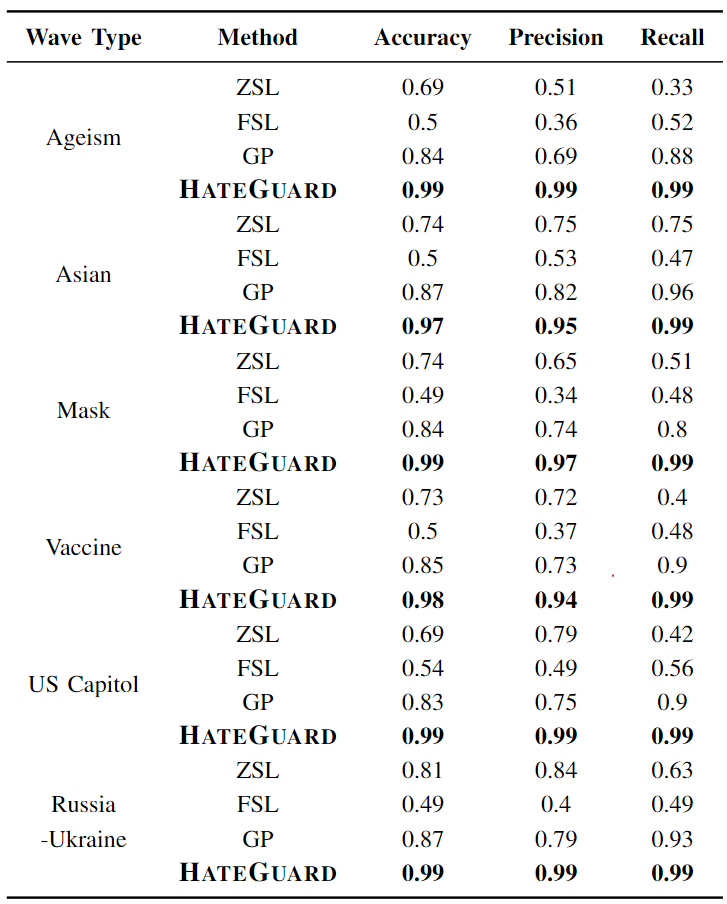 Wave Type Method Accuracy Precision Recall
ZSL 0.69 0.51 0.33
FSL 0.5 0.36 0.52
Ageism
GP 0.84 0.69 0.88
HATEGUARD 0.99 0.99 0.99
ZSL 0.74 0.75 0.75
FSL 0.5 0.53 0.47
Asian
GP 0.87 0.82 0.96
HATEGUARD 0.97 0.95 0.99
ZSL 0.74 0.65 0.51
FSL 0.49 0.34 0.48
Mask
GP 0.84 0.74 0.8
HATEGUARD 0.99 0.97 0.99
ZSL 0.73 0.72 0.4
FSL 0.5 0.37 0.48
Vaccine
GP 0.85 0.73 0.9
HATEGUARD 0.98 0.94 0.99
ZSL 0.69 0.79 0.42
FSL 0.54 0.49 0.56
US Capitol
GP 0.83 0.75 0.9
HATEGUARD 0.99 0.99 0.99
ZSL 0.81 0.84 0.63
Russia FSL 0.49 0.4 0.49
-Ukraine GP 0.87 0.79 0.93
HATEGUARD 0.99 0.99 0.99